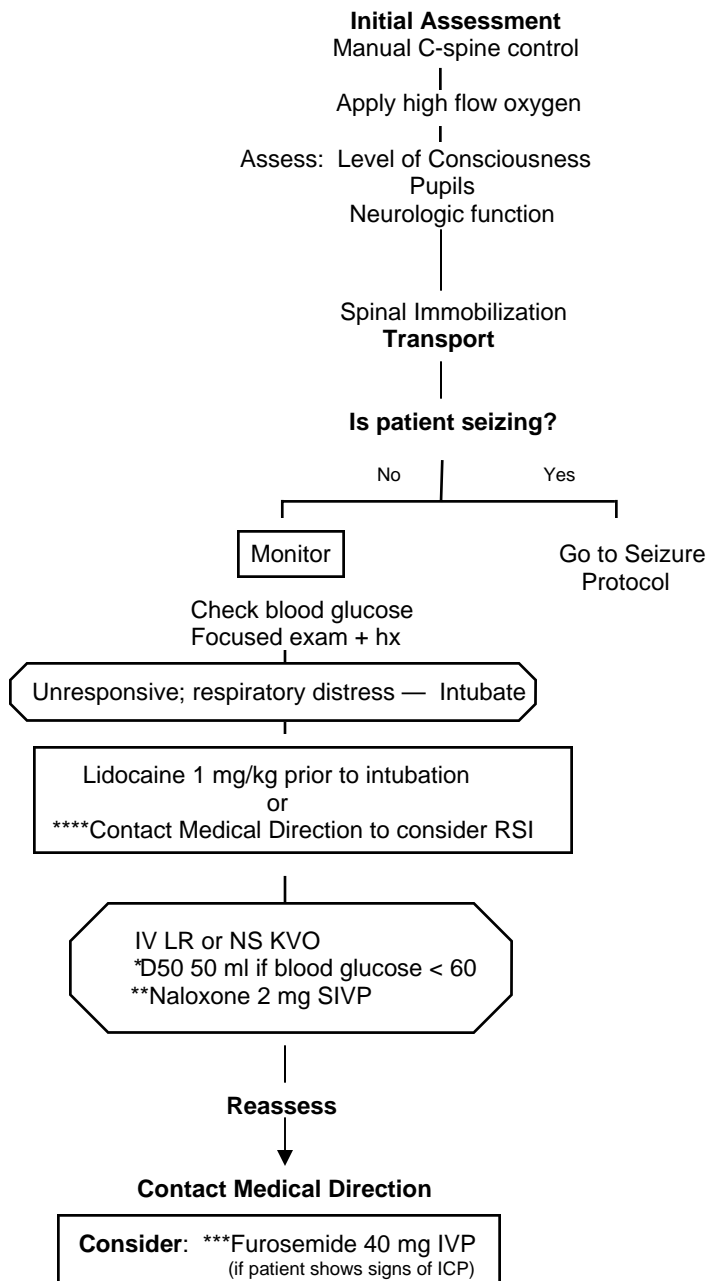 Initial Assessment
Manual C-spine control
Apply high flow oxygen
Assess: Level of Consciousness
Pupils
Neurologic function
Spinal Immobilization
Transport
Is patient seizing?
No Yes
Monitor
Go to Seizure
Protocol
Check blood glucose
Focused exam + hx
Unresponsive; respiratory distress — Intubate
Lidocaine 1 mg/kg prior to intubation
or
****Contact Medical Direction to consider RSI
IV LR or NS KVO
*D50 50 ml if blood glucose < 60
**Naloxone 2 mg SIVP
Reassess
Contact Medical Direction
Consider: ***Furosemide 40 mg IVP
(if patient shows signs of ICP)